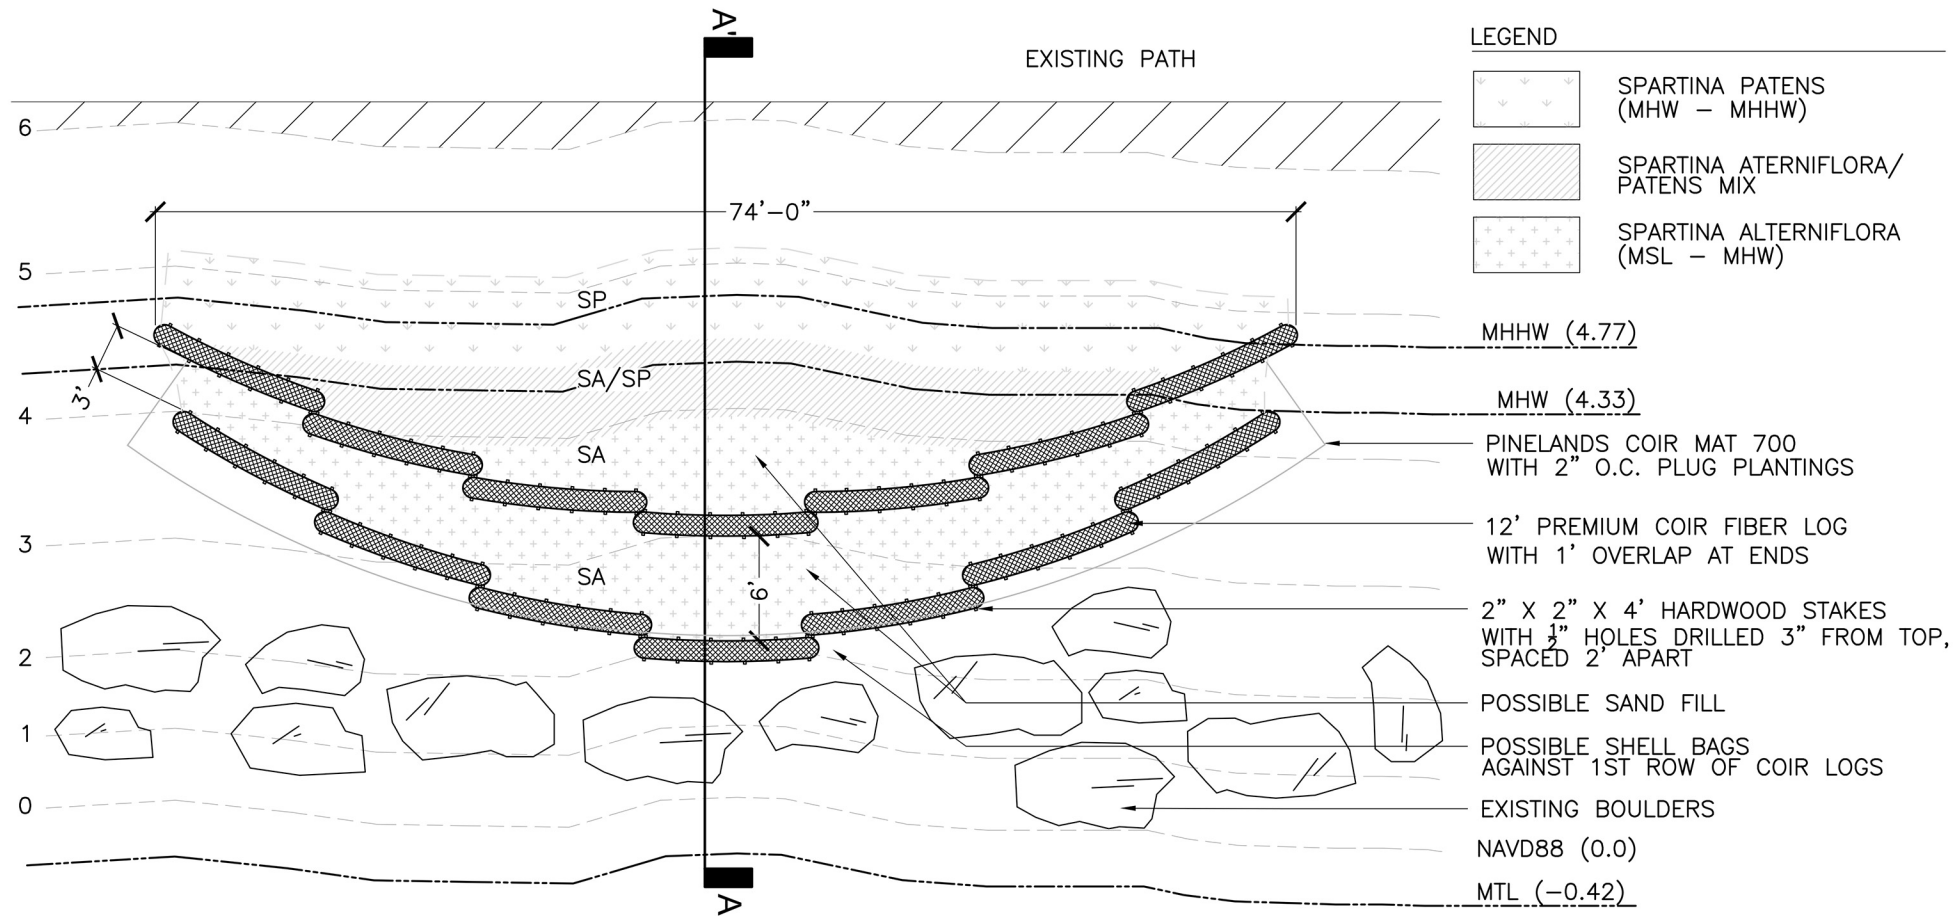 A'
EXISTING PATH
LEGEND
SPARTINA PATENS
(MHW – MHHW)
SPARTINA ATERNIFLORA/
PATENS MIX
SPARTINA ALTERNIFLORA
(MSL – MHW)
6
74'–0"
5
SP
MHHW (4.77)
3'
SA/SP
MHW (4.33)
4
SA
PINELANDS COIR MAT 700
WITH 2" O.C. PLUG PLANTINGS
12' PREMIUM COIR FIBER LOG
WITH 1' OVERLAP AT ENDS
3
SA
6'
2" X 2" X 4' HARDWOOD STAKES
WITH ½" HOLES DRILLED 3" FROM TOP,
SPACED 2' APART
2
POSSIBLE SAND FILL
1
POSSIBLE SHELL BAGS
AGAINST 1ST ROW OF COIR LOGS
0
EXISTING BOULDERS
NAVD88 (0.0)
MTL (–0.42)
A